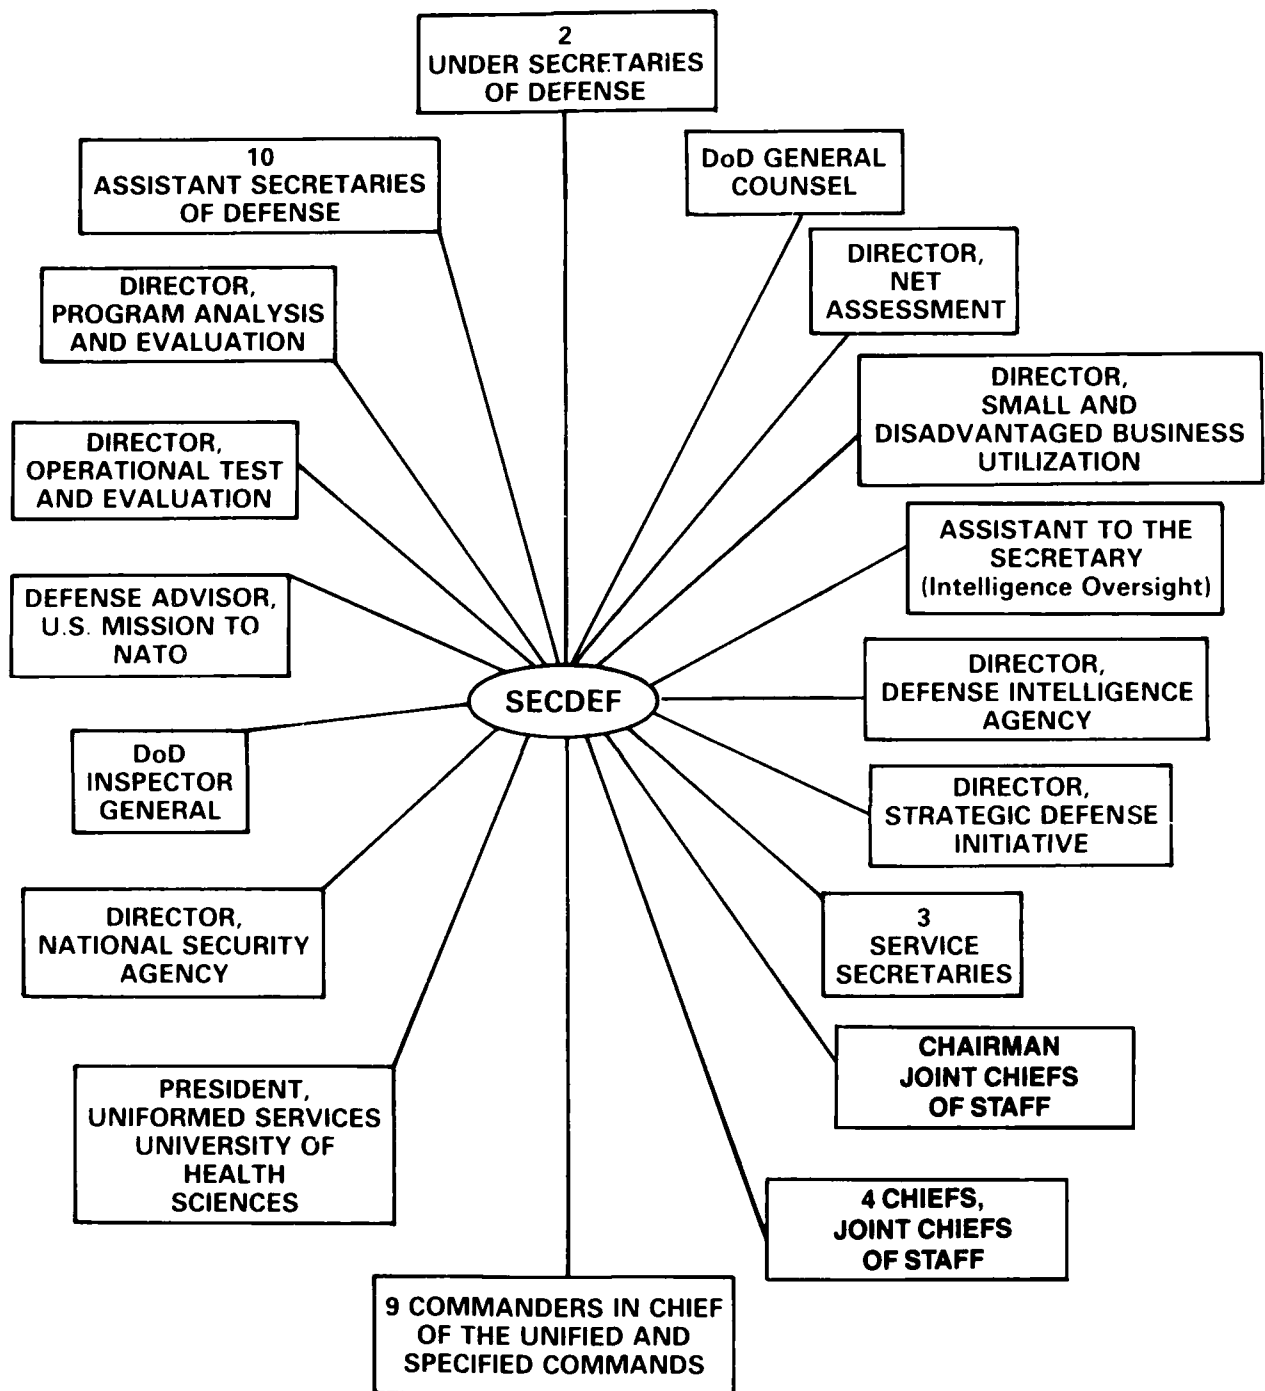 2
UNDER SECRETARIES
OF DEFENSE
10
ASSISTANT SECRETARIES
OF DEFENSE
DoD GENERAL
COUNSEL
DIRECTOR,
NET
ASSESSMENT
DIRECTOR,
PROGRAM ANALYSIS
AND EVALUATION
DIRECTOR,
SMALL AND
DISADVANTAGED BUSINESS
UTILIZATION
DIRECTOR,
OPERATIONAL TEST
AND EVALUATION
ASSISTANT TO THE
SECRETARY
(Intelligence Oversight)
DEFENSE ADVISOR,
U.S. MISSION TO
NATO
SECDEF
DIRECTOR,
DEFENSE INTELLIGENCE
AGENCY
DoD
INSPECTOR
GENERAL
DIRECTOR,
STRATEGIC DEFENSE
INITIATIVE
DIRECTOR,
NATIONAL SECURITY
AGENCY
3
SERVICE
SECRETARIES
CHAIRMAN
JOINT CHIEFS
OF STAFF
PRESIDENT,
UNIFORMED SERVICES
UNIVERSITY OF
HEALTH
SCIENCES
4 CHIEFS,
JOINT CHIEFS
OF STAFF
9 COMMANDERS IN CHIEF
OF THE UNIFIED AND
SPECIFIED COMMANDS